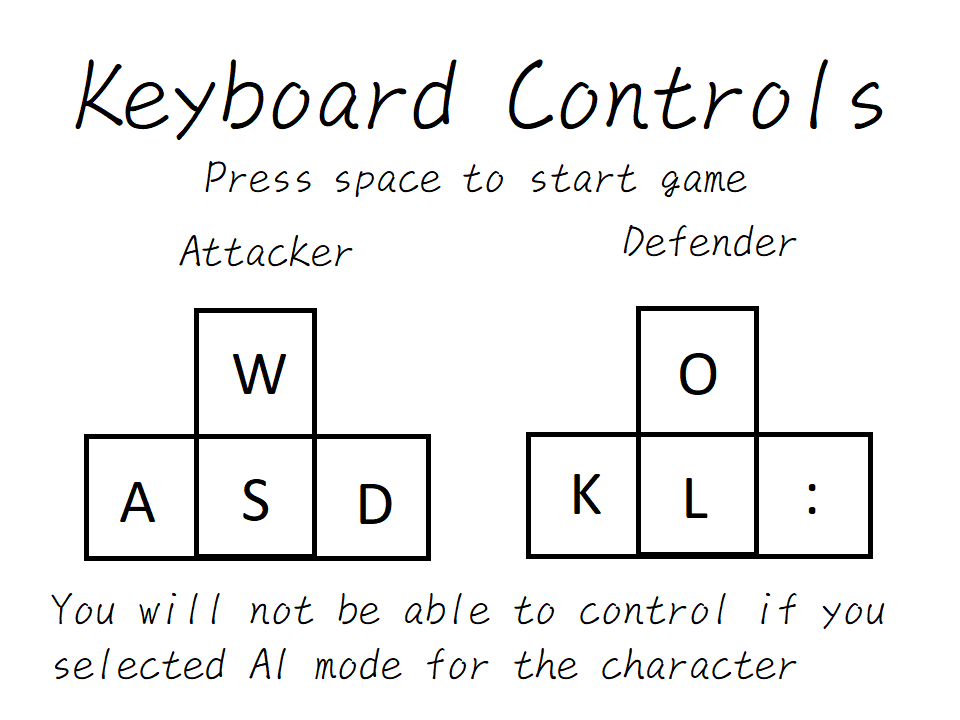 Keyboard Controls
Press space to start game
Attacker
Defender
W
A S D
O
K L :
You will not be able to control if you
selected AI mode for the character